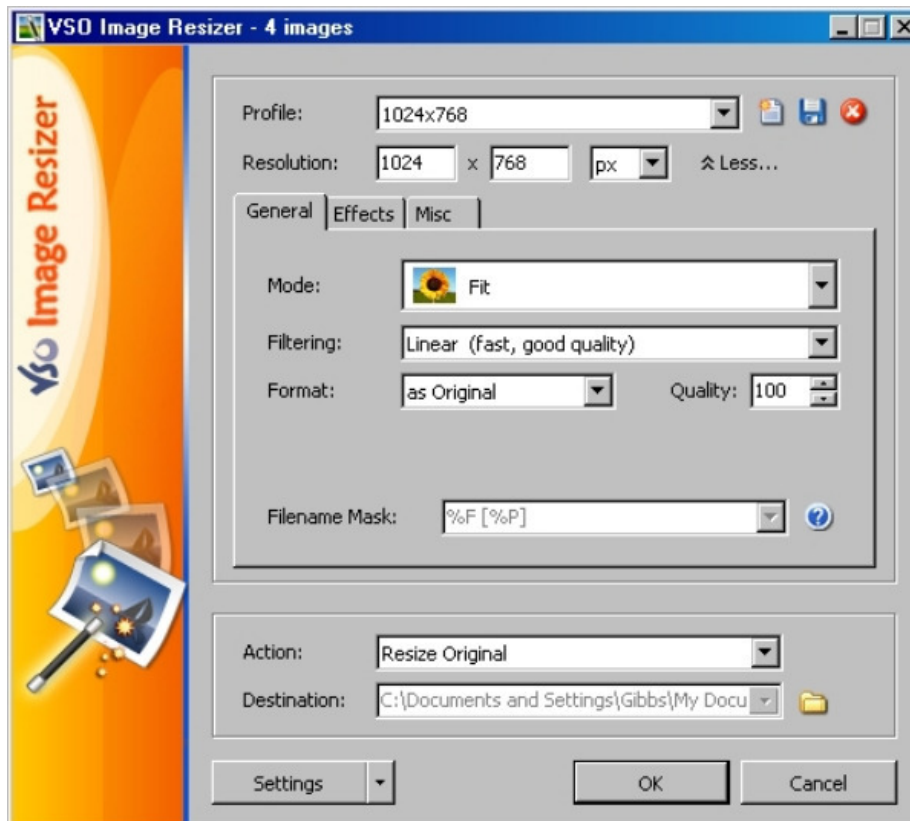 VSO Image Resizer - 4 images
vso Image Resizer
Profile: 1024x768
Resolution: 1024 x 768 px Less...
General Effects Misc
Mode: Fit
Filtering: Linear (fast, good quality)
Format: as Original Quality: 100
Filename Mask: %F [%P]
Action: Resize Original
Destination: C:\Documents and Settings\Gibbs\My Docu
Settings OK Cancel